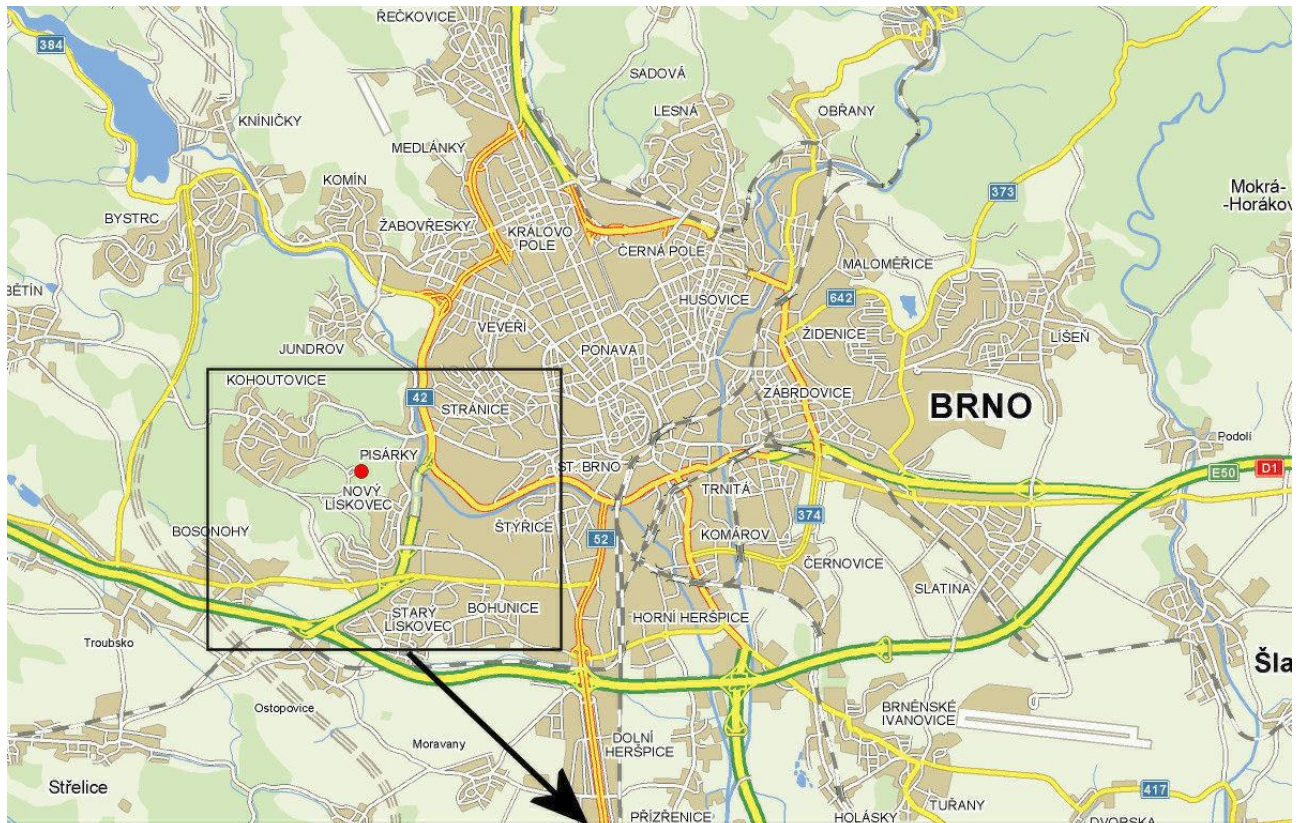 ŘEČKOVICE
384
SADOVÁ
LESNÁ
OBŘANY
KNÍNIČKY
MEDLÁNKY
KOMÍN
373
Mokrá-
-Horákov
BYSTRC
ŽABOVŘESKY
KRÁLOVO
POLE
ČERNÁ POLE
MALOMĚŘICE
BĚTÍN
HUSOVICE
642
VEVEŘÍ
ŽIDENICE
LÍŠEŇ
JUNDROV
PONAVA
KOHOUTOVICE
42
STRÁNICE
ZÁBRDOVICE
BRNO
Podolí
PISÁRKY
ST. BRNO
E50
D1
NOVÝ
LÍSKOVEC
TRNITÁ
374
BOSONOHY
ŠTÝŘICE
52
KOMÁROV
ČERNOVICE
SLATINA
STARÝ
LÍSKOVEC
BOHUNICE
HORNÍ HERŠPICE
Troubsko
Šla
Ostopovice
BRNĚNSKÉ
IVANOVICE
Moravany
DOLNÍ
HERŠPICE
Střelice
417
TUŘANY
PŘÍZŘENICE
HOLÁSKY
DVORSKA